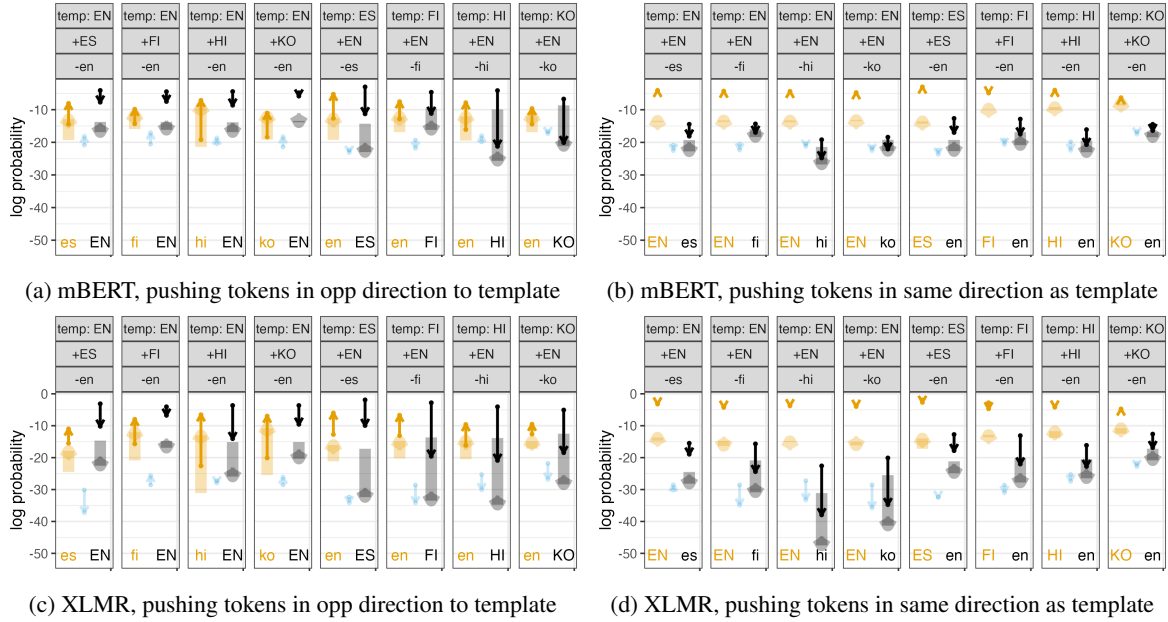 temp: EN temp: EN temp: EN temp: EN temp: ES temp: FI temp: HI temp: KO
+ES +FI +HI +KO +EN +EN +EN +EN
-en -en -en -en -es -fi -hi -ko
log probability
-10
-20
-30
-40
-50
es EN fi EN hi EN ko EN en ES en FI en HI en KO
(a) mBERT, pushing tokens in opp direction to template
temp: EN temp: EN temp: EN temp: EN temp: ES temp: FI temp: HI temp: KO
+EN +EN +EN +EN +ES +FI +HI +KO
-es -fi -hi -ko -en -en -en -en
log probability
-10
-20
-30
-40
-50
EN es EN fi EN hi EN ko ES en FI en HI en KO en
(b) mBERT, pushing tokens in same direction as template
temp: EN temp: EN temp: EN temp: EN temp: ES temp: FI temp: HI temp: KO
+ES +FI +HI +KO +EN +EN +EN +EN
-en -en -en -en -es -fi -hi -ko
log probability
0
-10
-20
-30
-40
-50
es EN fi EN hi EN ko EN en ES en FI en HI en KO
(c) XLMR, pushing tokens in opp direction to template
temp: EN temp: EN temp: EN temp: EN temp: ES temp: FI temp: HI temp: KO
+EN +EN +EN +EN +ES +FI +HI +KO
-es -fi -hi -ko -en -en -en -en
log probability
0
-10
-20
-30
-40
-50
EN es EN fi EN hi EN ko ES en FI en HI en KO en
(d) XLMR, pushing tokens in same direction as template